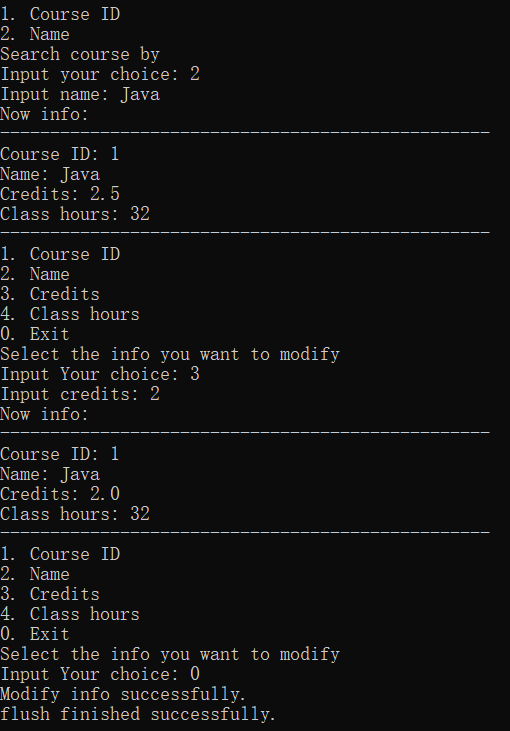 1. Course ID
2. Name
Search course by
Input your choice: 2
Input name: Java
Now info:
-------------------------------------------------
Course ID: 1
Name: Java
Credits: 2.5
Class hours: 32
-------------------------------------------------
1. Course ID
2. Name
3. Credits
4. Class hours
0. Exit
Select the info you want to modify
Input Your choice: 3
Input credits: 2
Now info:
-------------------------------------------------
Course ID: 1
Name: Java
Credits: 2.0
Class hours: 32
-------------------------------------------------
1. Course ID
2. Name
3. Credits
4. Class hours
0. Exit
Select the info you want to modify
Input Your choice: 0
Modify info successfully.
flush finished successfully.